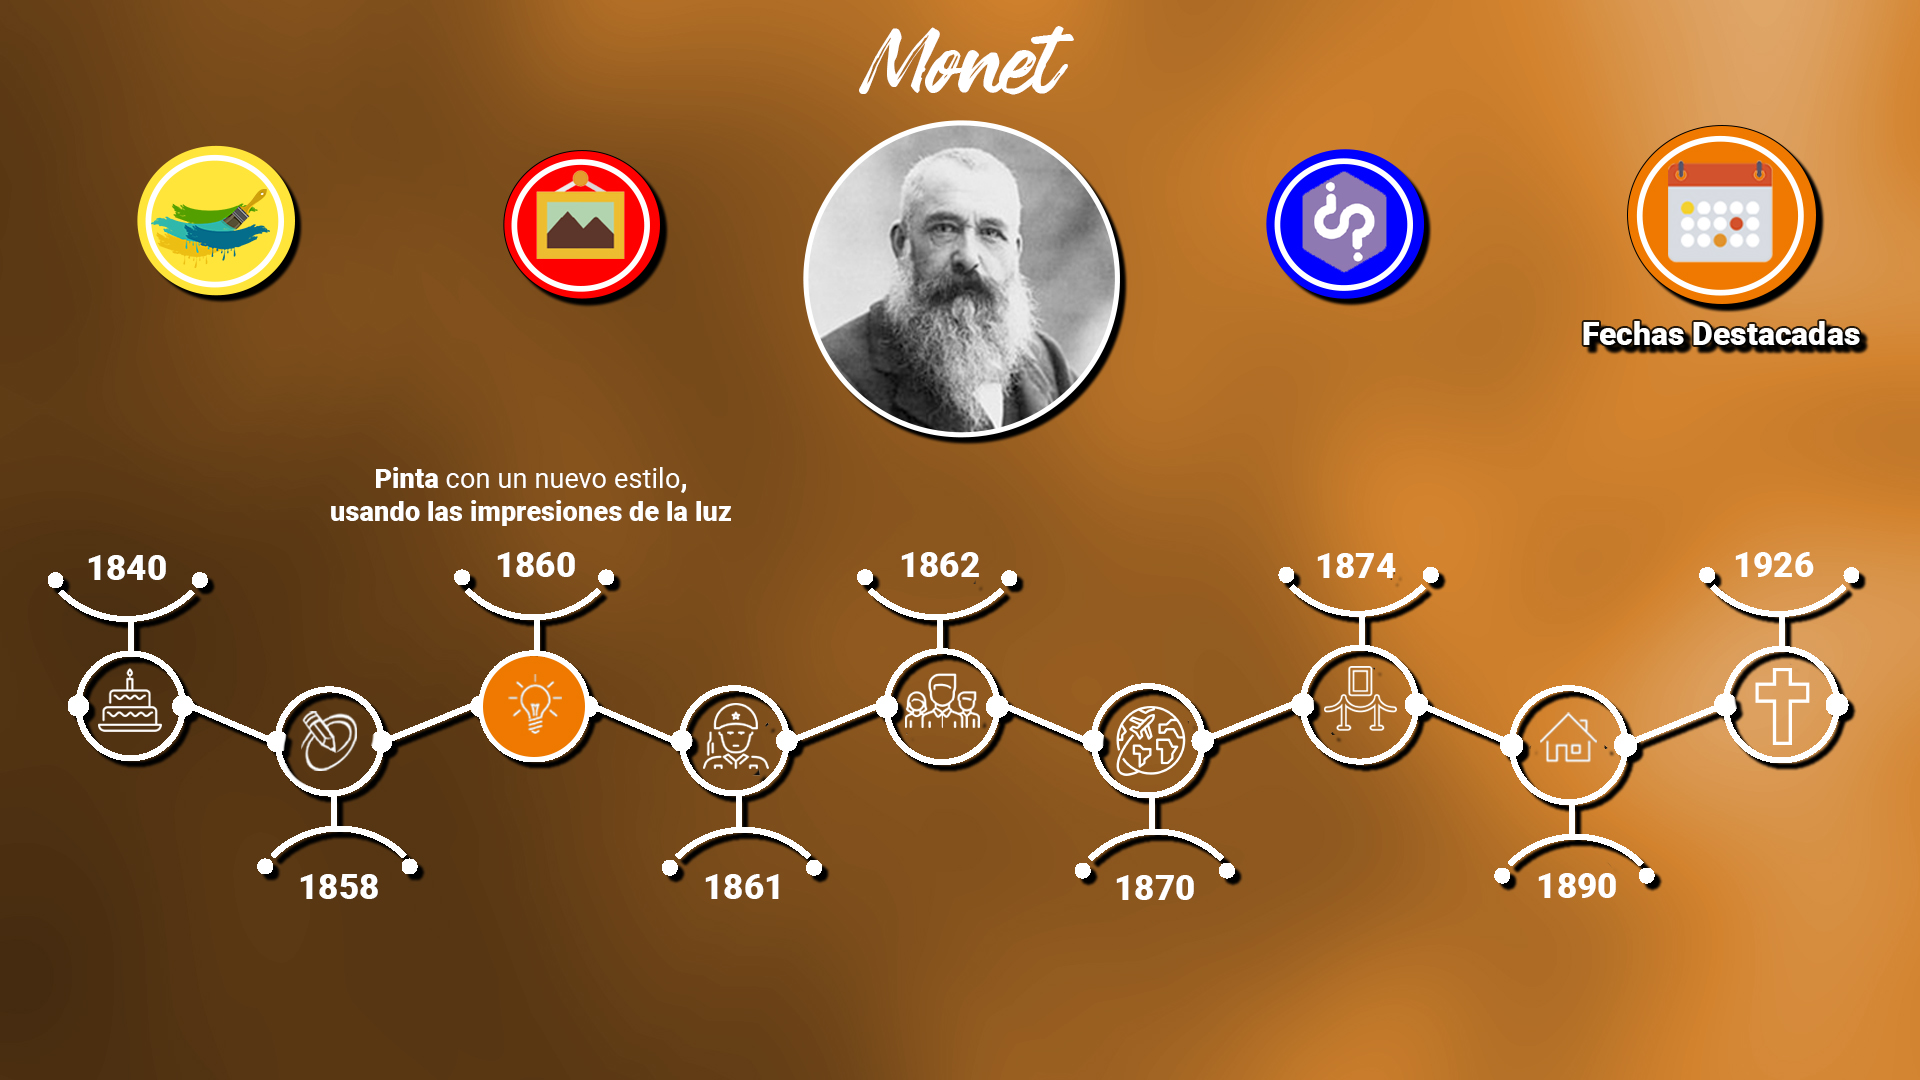 Monet
Fechas Destacadas
Pinta con un nuevo estilo,
usando las impresiones de la luz
1840
1860
1862
1874
1926
1858
1861
1870
1890